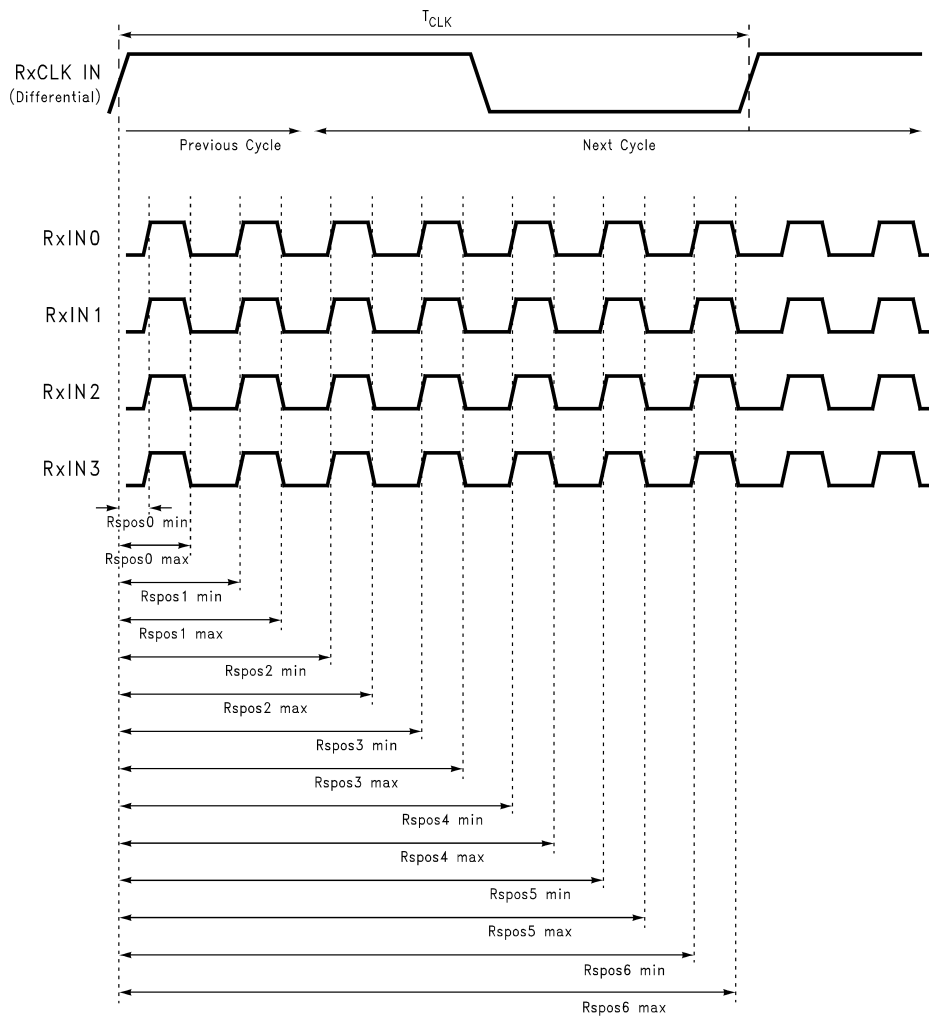 TCLK
RxCLK IN
(Differential)
Previous Cycle
Next Cycle
RxIN0
RxIN1
RxIN2
RxIN3
Rspos0 min
Rspos0 max
Rspos1 min
Rspos1 max
Rspos2 min
Rspos2 max
Rspos3 min
Rspos3 max
Rspos4 min
Rspos4 max
Rspos5 min
Rspos5 max
Rspos6 min
Rspos6 max